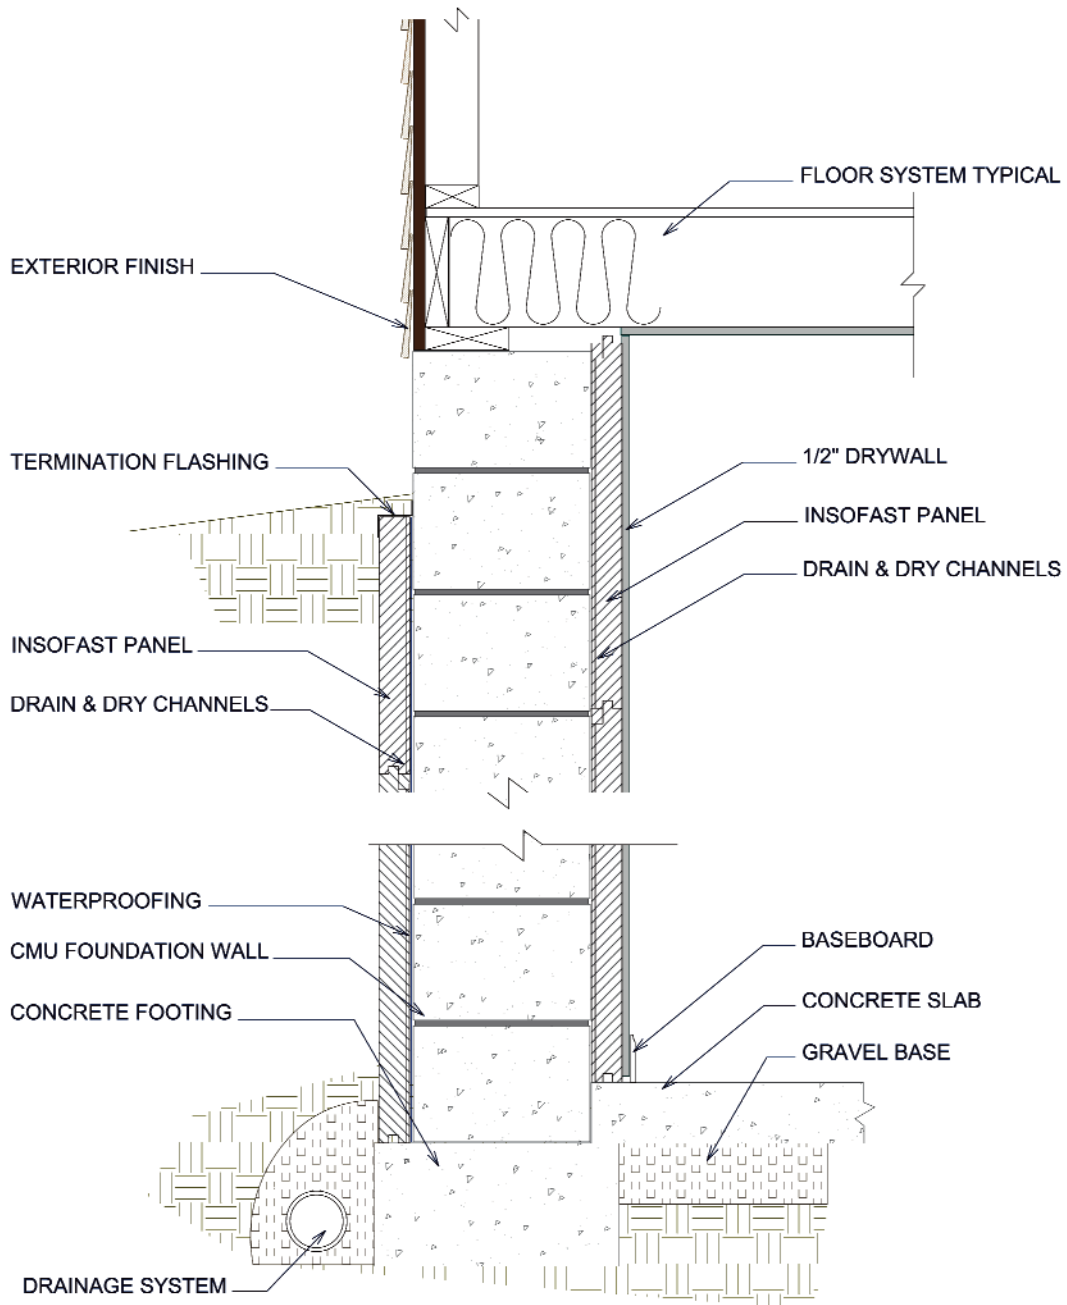 FLOOR SYSTEM TYPICAL
EXTERIOR FINISH
TERMINATION FLASHING
1/2" DRYWALL
INSOFAST PANEL
DRAIN & DRY CHANNELS
INSOFAST PANEL
DRAIN & DRY CHANNELS
WATERPROOFING
CMU FOUNDATION WALL
CONCRETE FOOTING
BASEBOARD
CONCRETE SLAB
GRAVEL BASE
DRAINAGE SYSTEM